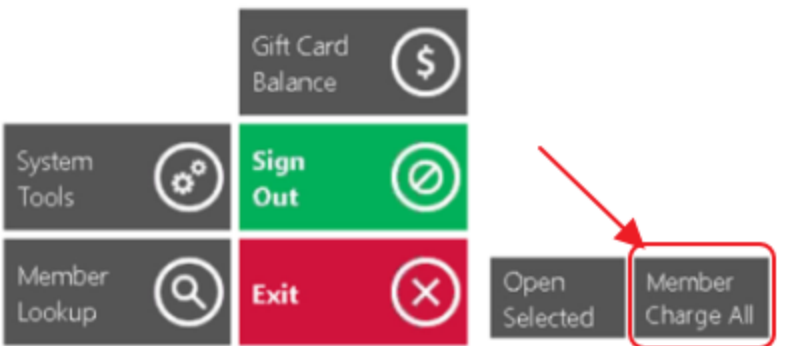 Gift Card
Balance
$
System
Tools
Sign
Out
Member
Lookup
Exit
Open
Selected
Member
Charge All